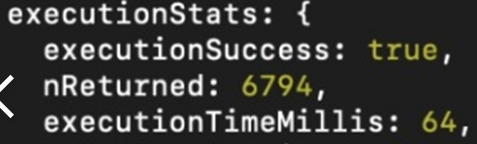 executionStats: {
executionSuccess: true,
nReturned: 6794,
executionTimeMillis: 64,